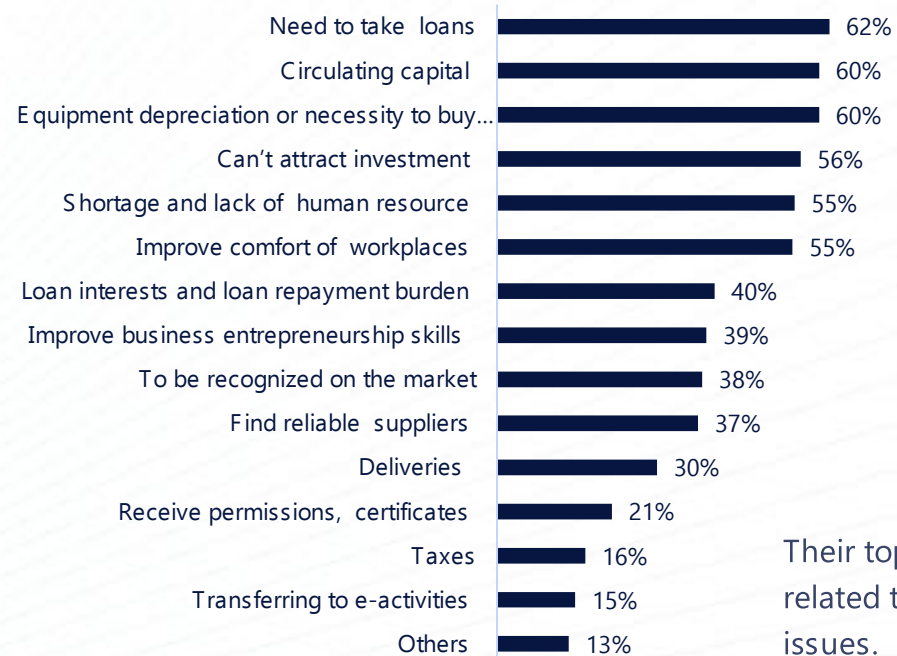 Need to take loans 62%
Circulating capital 60%
Equipment depreciation or necessity to buy... 60%
Can't attract investment 56%
Shortage and lack of human resource 55%
Improve comfort of workplaces 55%
Loan interests and loan repayment burden 40%
Improve business entrepreneurship skills 39%
To be recognized on the market 38%
Find reliable suppliers 37%
Deliveries 30%
Receive permissions, certificates 21%
Taxes 16%
Transferring to e-activities 15%
Others 13%
Their top
related t
issues.